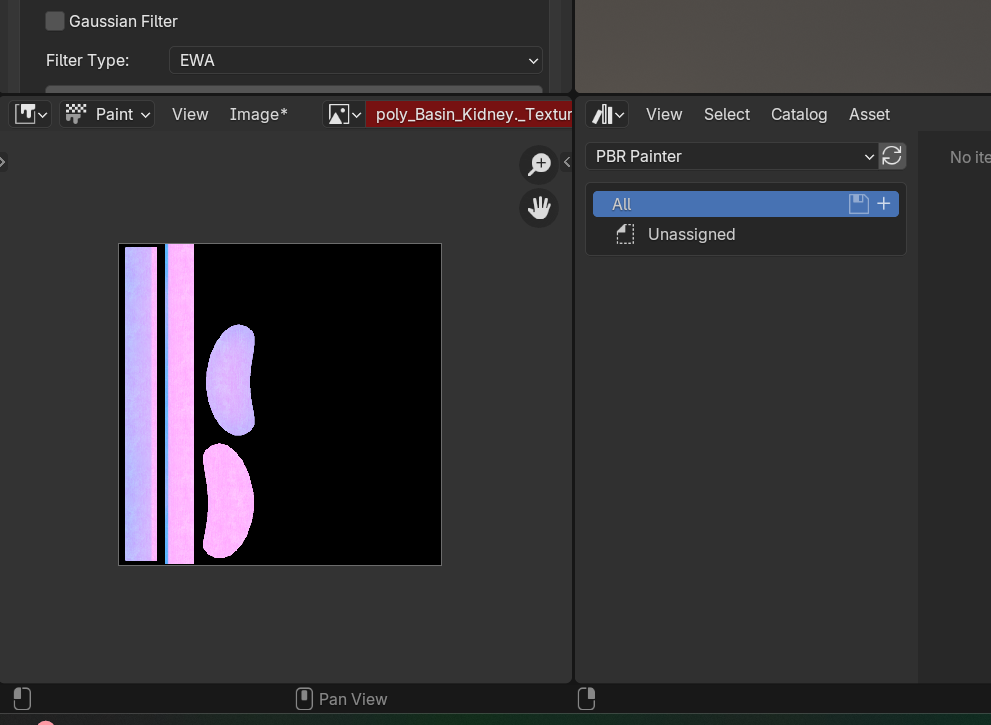 Gaussian Filter
Filter Type: EWA
Paint View Image* poly_Basin_Kidney._Textur
View Select Catalog Asset
PBR Painter
All
Unassigned
No ite
Pan View